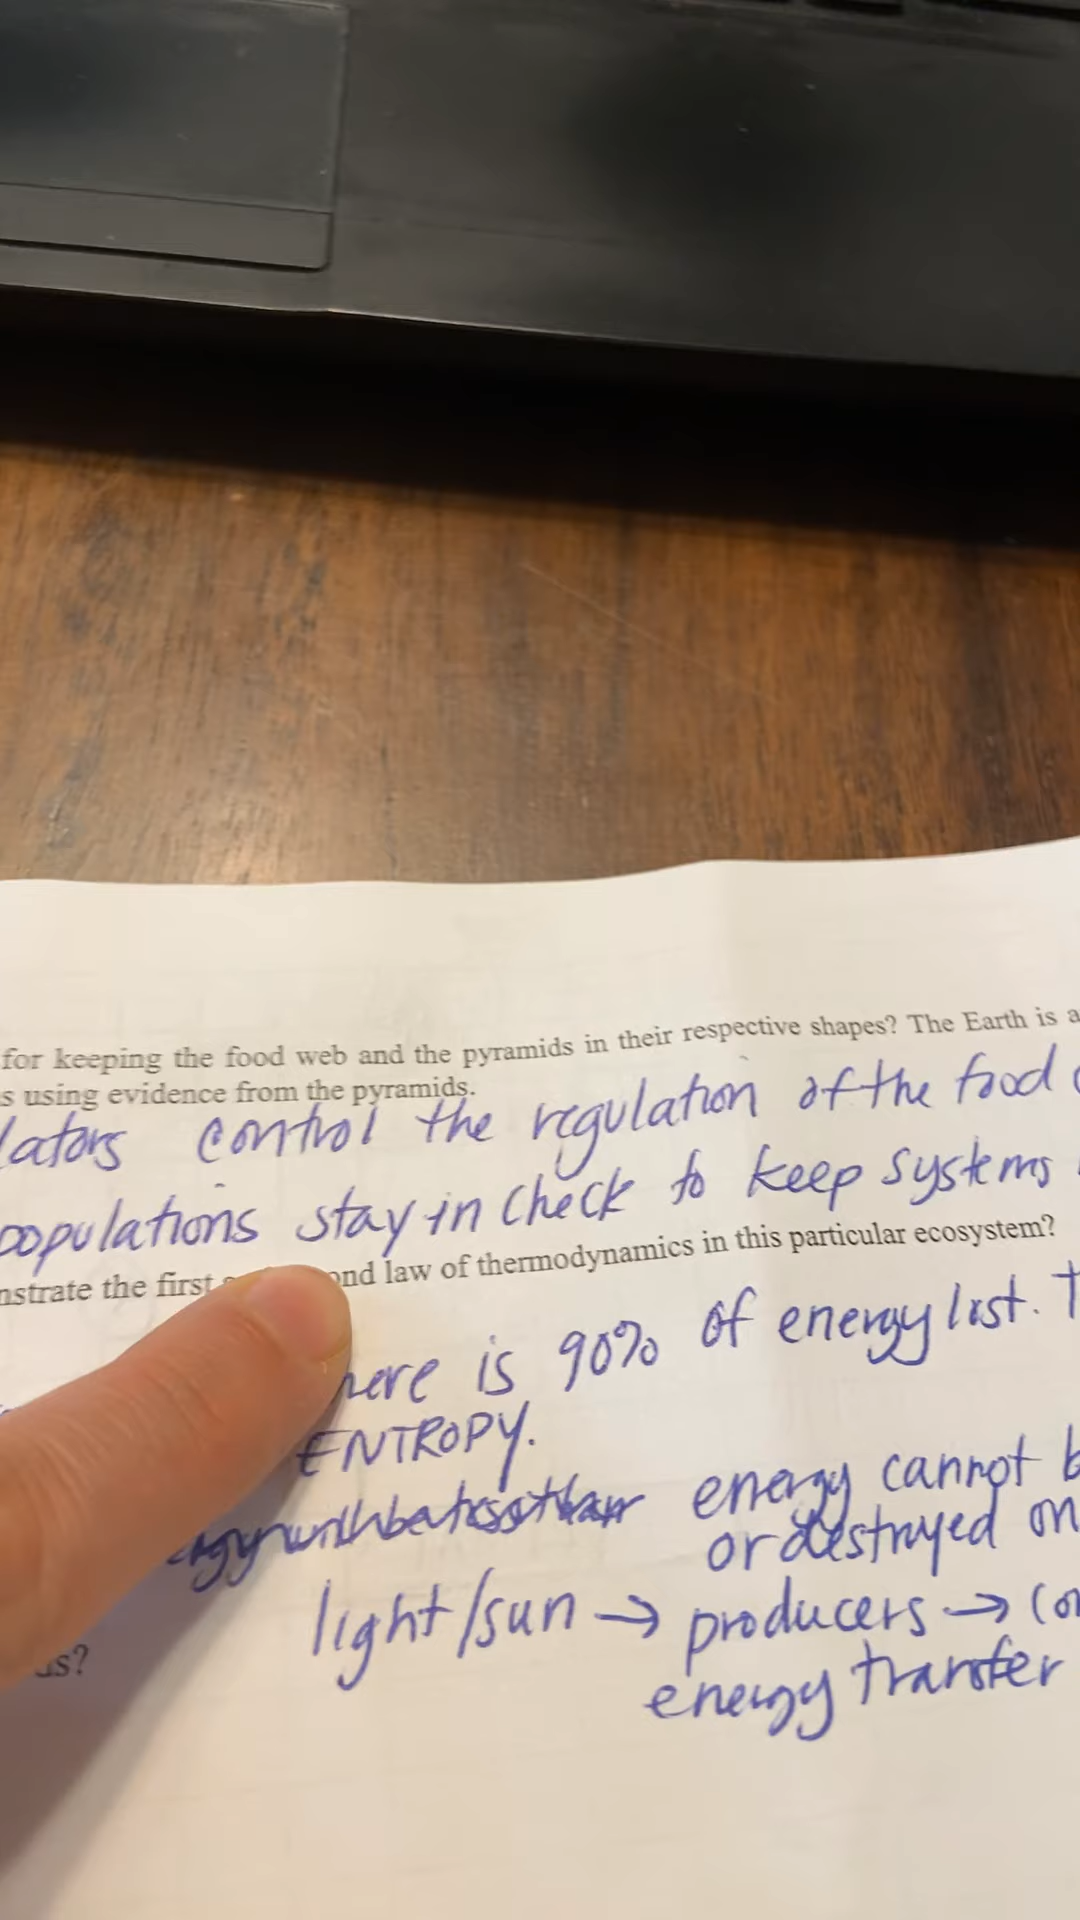 for keeping the food web and the pyramids in their respective shapes? The Earth is a
s using evidence from the pyramids.
lators control the regulation of the food
populations stay in check to keep systems
nstrate the first ond law of thermodynamics in this particular ecosystem?
here is 90% of energy lost. T
ENTROPY.
energy cannot b
or destroyed on
light/sun → producers → co
energy transfer
us?